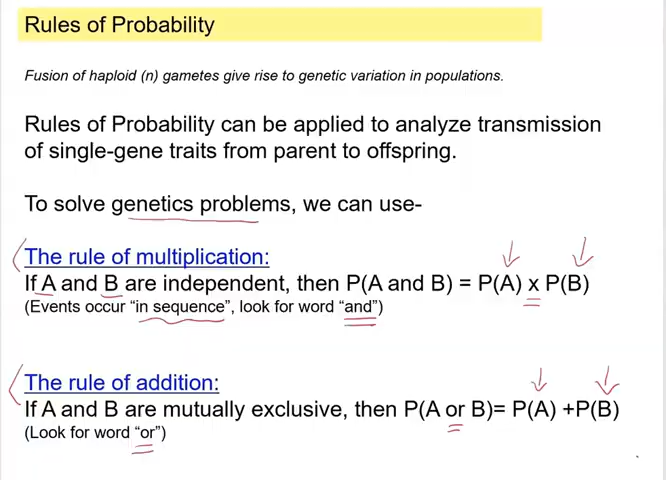 Rules of Probability
Fusion of haploid (n) gametes give rise to genetic variation in populations.
Rules of Probability can be applied to analyze transmission
of single-gene traits from parent to offspring.
To solve genetics problems, we can use-
The rule of multiplication:
If A and B are independent, then P(A and B) = P(A) x P(B)
(Events occur “in sequence”, look for word “and”)
The rule of addition:
If A and B are mutually exclusive, then P(A or B)= P(A) +P(B)
(Look for word “or”)